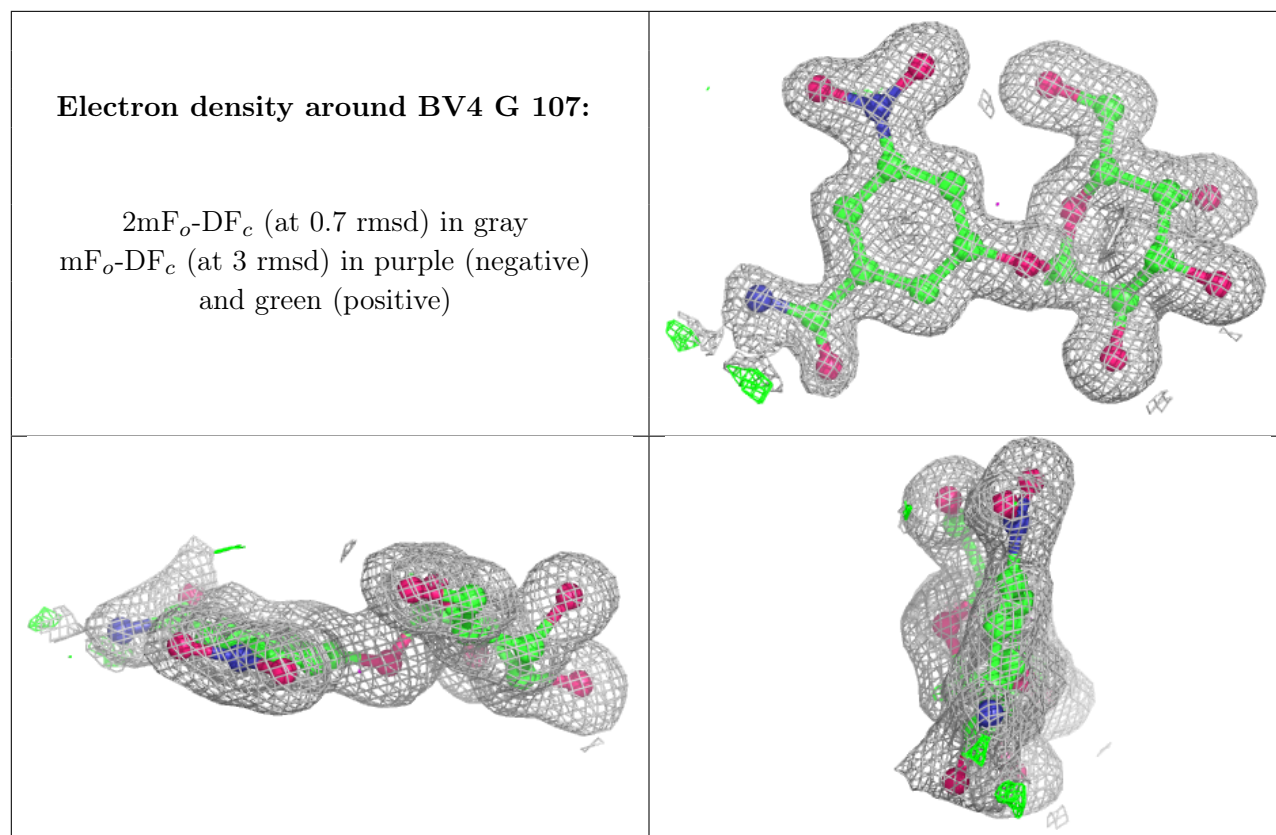 Electron density around BV4 G 107:
2mFₒ-DF𝒸 (at 0.7 rmsd) in gray
mFₒ-DF𝒸 (at 3 rmsd) in purple (negative)
and green (positive)